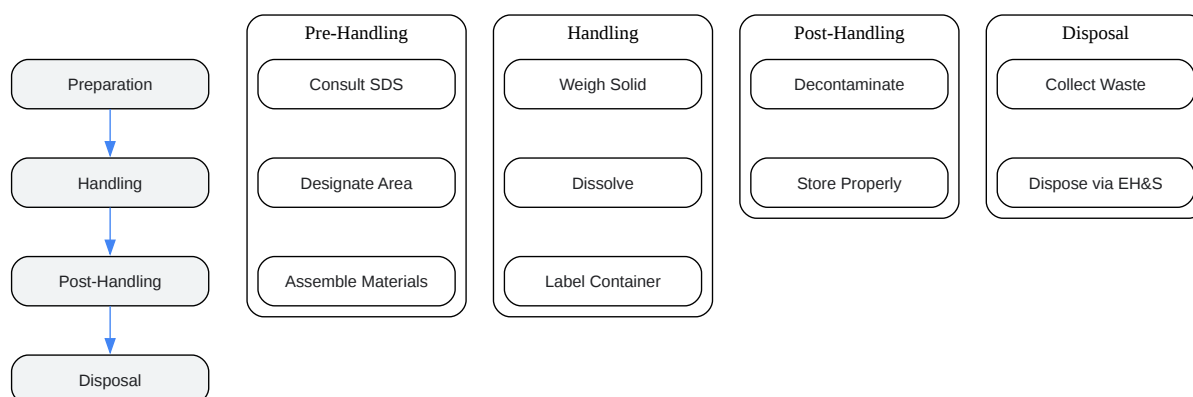 Preparation
Handling
Post-Handling
Disposal
Pre-Handling
Consult SDS
Designate Area
Assemble Materials
Handling
Weigh Solid
Dissolve
Label Container
Post-Handling
Decontaminate
Store Properly
Disposal
Collect Waste
Dispose via EH&S